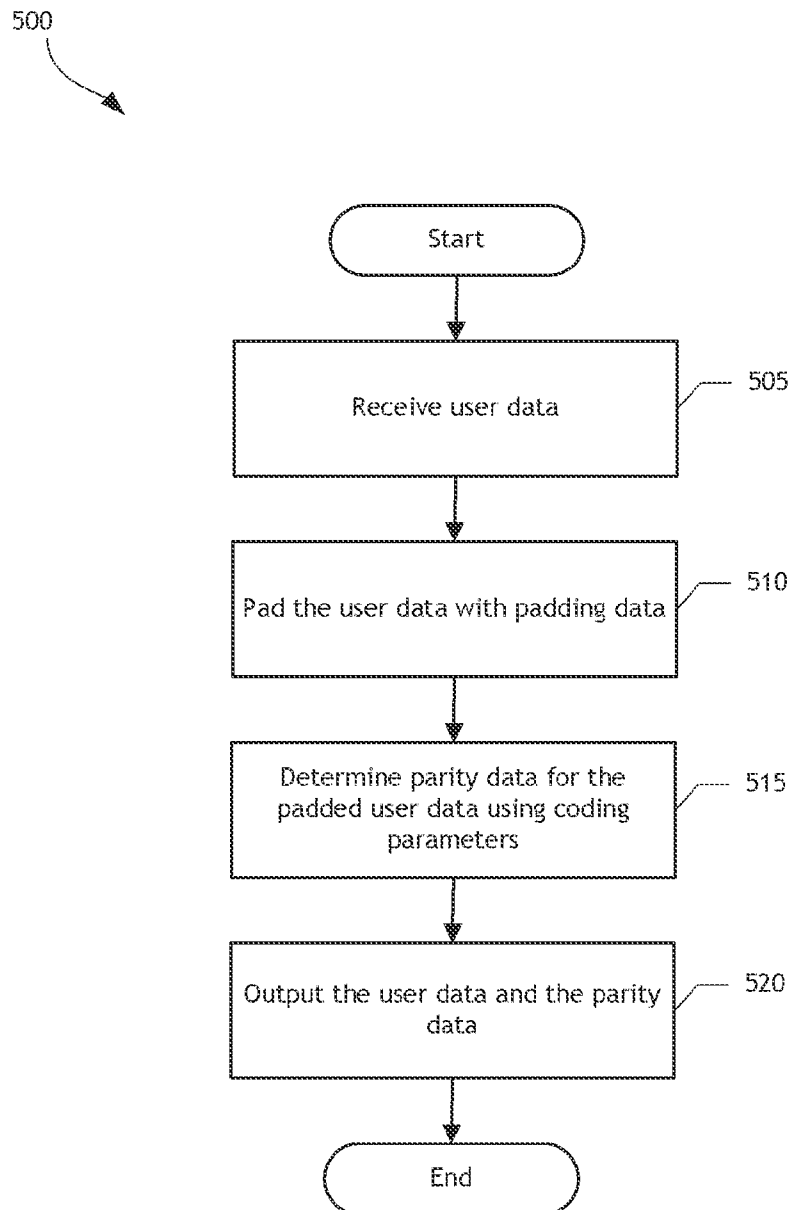 500
Start
Receive user data
505
Pad the user data with padding data
510
Determine parity data for the
padded user data using coding
parameters
515
Output the user data and the parity
data
520
End